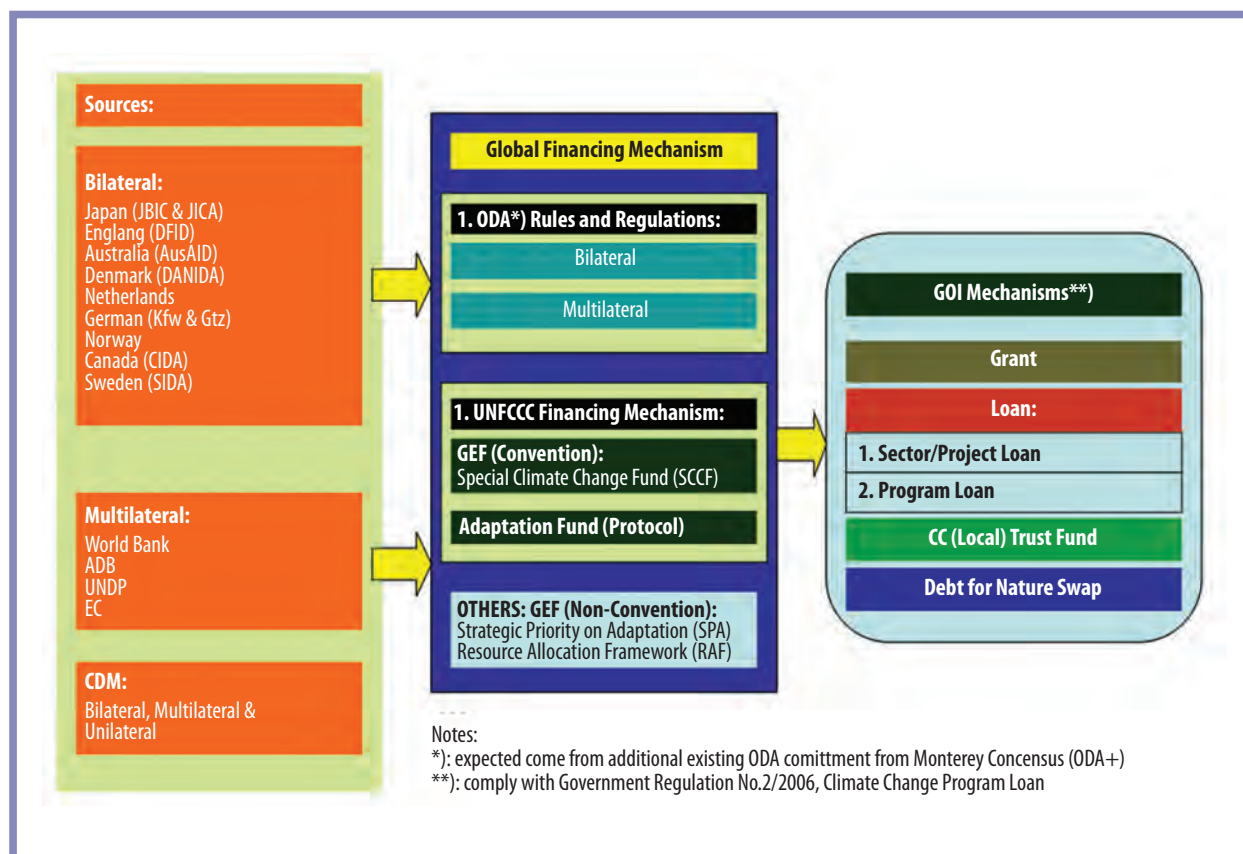 Sources:
Bilateral:
Japan (JBIC & JICA)
Englang (DFID)
Australia (AusAID)
Denmark (DANIDA)
Netherlands
German (Kfw & Gtz)
Norway
Canada (CIDA)
Sweden (SIDA)
Multilateral:
World Bank
ADB
UNDP
EC
CDM:
Bilateral, Multilateral &
Unilateral
Global Financing Mechanism
1. ODA*) Rules and Regulations:
Bilateral
Multilateral
1. UNFCCC Financing Mechanism:
GEF (Convention):
Special Climate Change Fund (SCCF)
Adaptation Fund (Protocol)
OTHERS: GEF (Non-Convention):
Strategic Priority on Adaptation (SPA)
Resource Allocation Framework (RAF)
GOI Mechanisms**)
Grant
Loan:
1. Sector/Project Loan
2. Program Loan
CC (Local) Trust Fund
Debt for Nature Swap
Notes:
*): expected come from additional existing ODA comittment from Monterey Concensus (ODA+)
**): comply with Government Regulation No.2/2006, Climate Change Program Loan